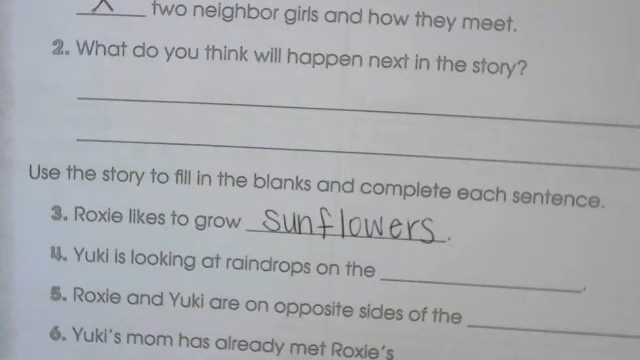 X two neighbor girls and how they meet.
2. What do you think will happen next in the story?
Use the story to fill in the blanks and complete each sentence.
3. Roxie likes to grow sunflowers.
4. Yuki is looking at raindrops on the .
5. Roxie and Yuki are on opposite sides of the
6. Yuki's mom has already met Roxie's